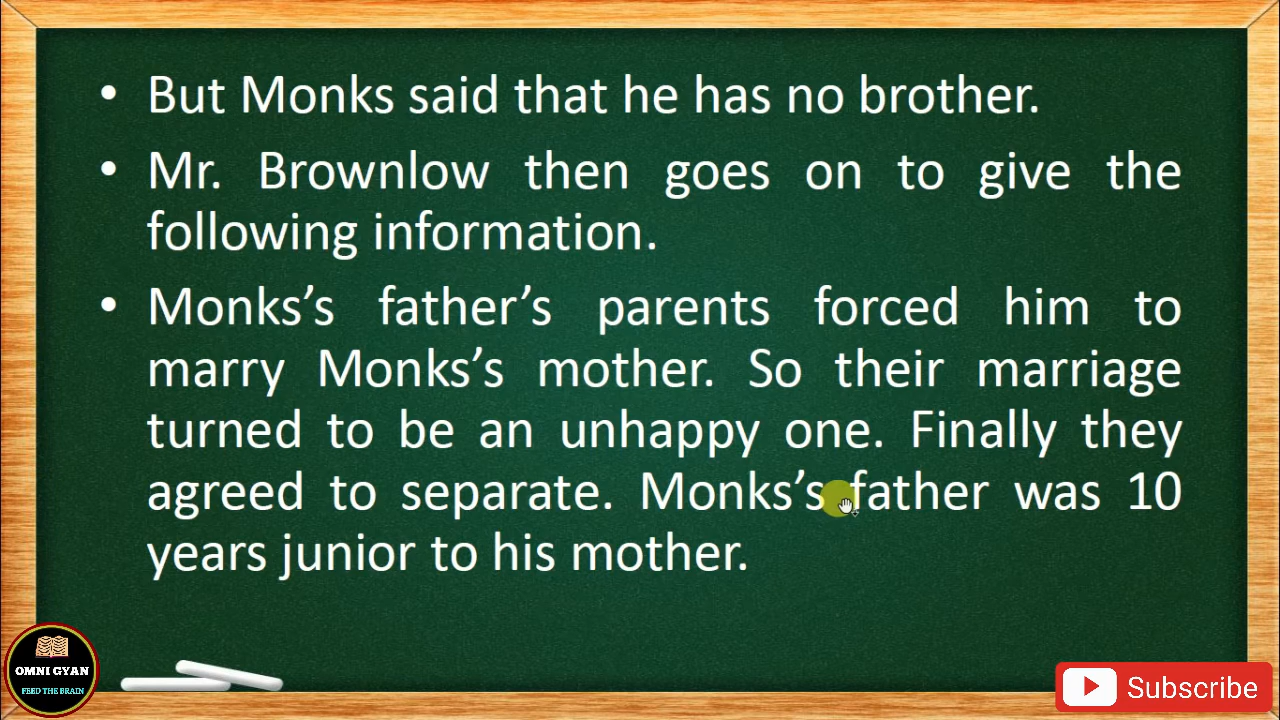 • But Monks said that he has no brother.
• Mr. Brownlow then goes on to give the
following information.
• Monks’s father’s parents forced him to
marry Monks’s mother. So their marriage
turned to be an unhappy one. Finally they
agreed to separate. Monks’s father was 10
years junior to his mother.
OMNI GYAN
FEED THE BRAIN
Subscribe